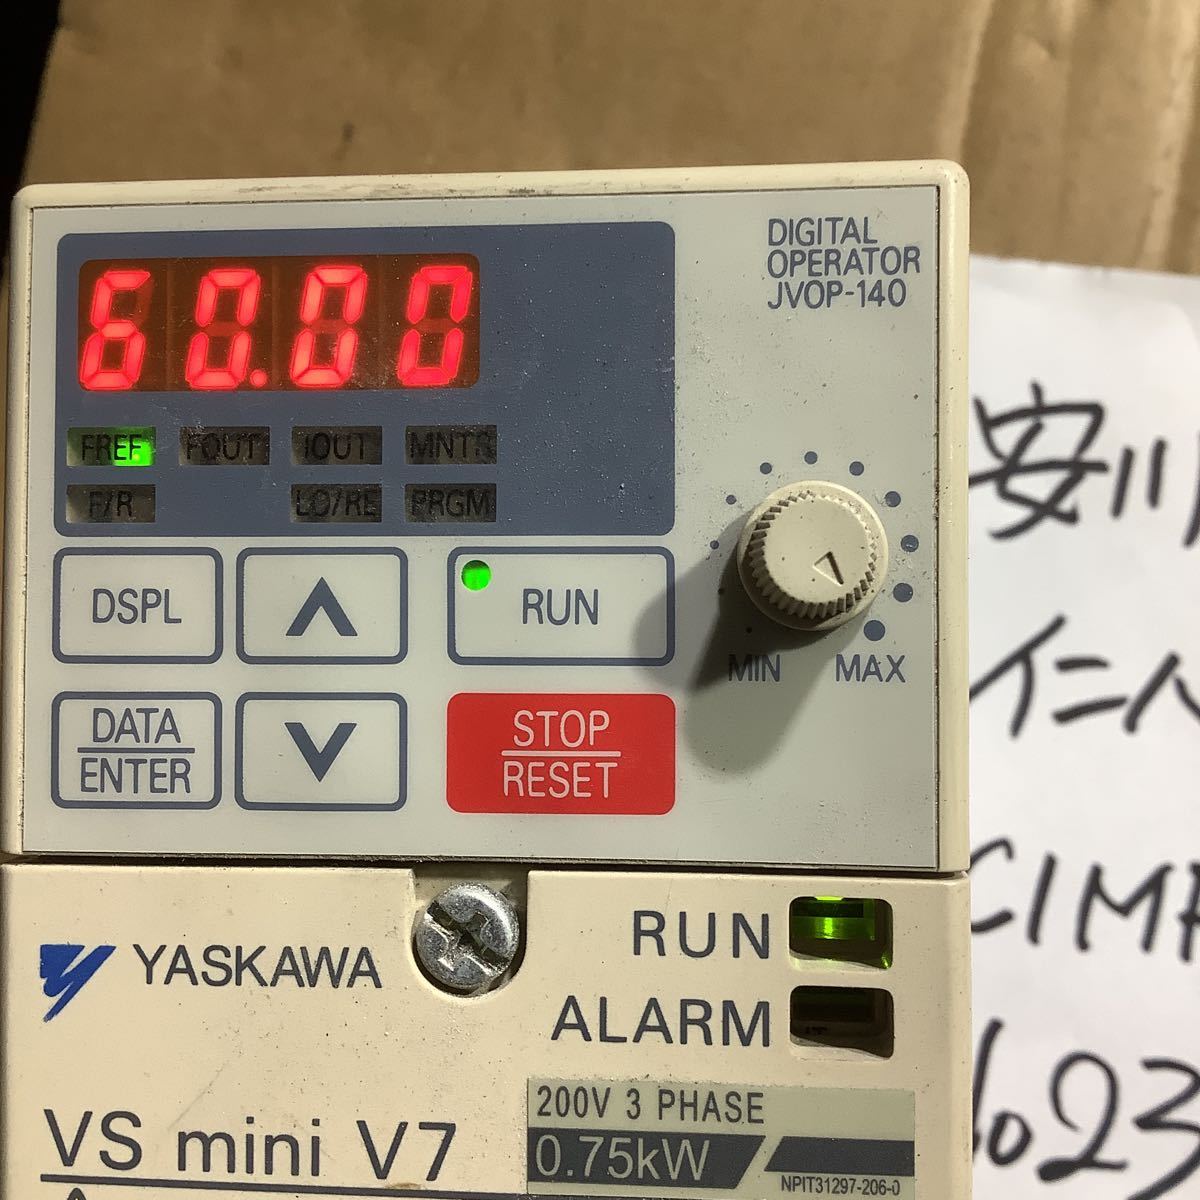 60.00
DIGITAL
OPERATOR
JVOP-140
FREF FOUT IOUT MNTR
F/R LO/RE PRGM
DSPL
RUN
MIN MAX
DATA
ENTER
STOP
RESET
YASKAWA
RUN
ALARM
VS mini V7
200V 3 PHASE
0.75kW
NPIT31297-206-0
安川
インバ
CIMR
No23